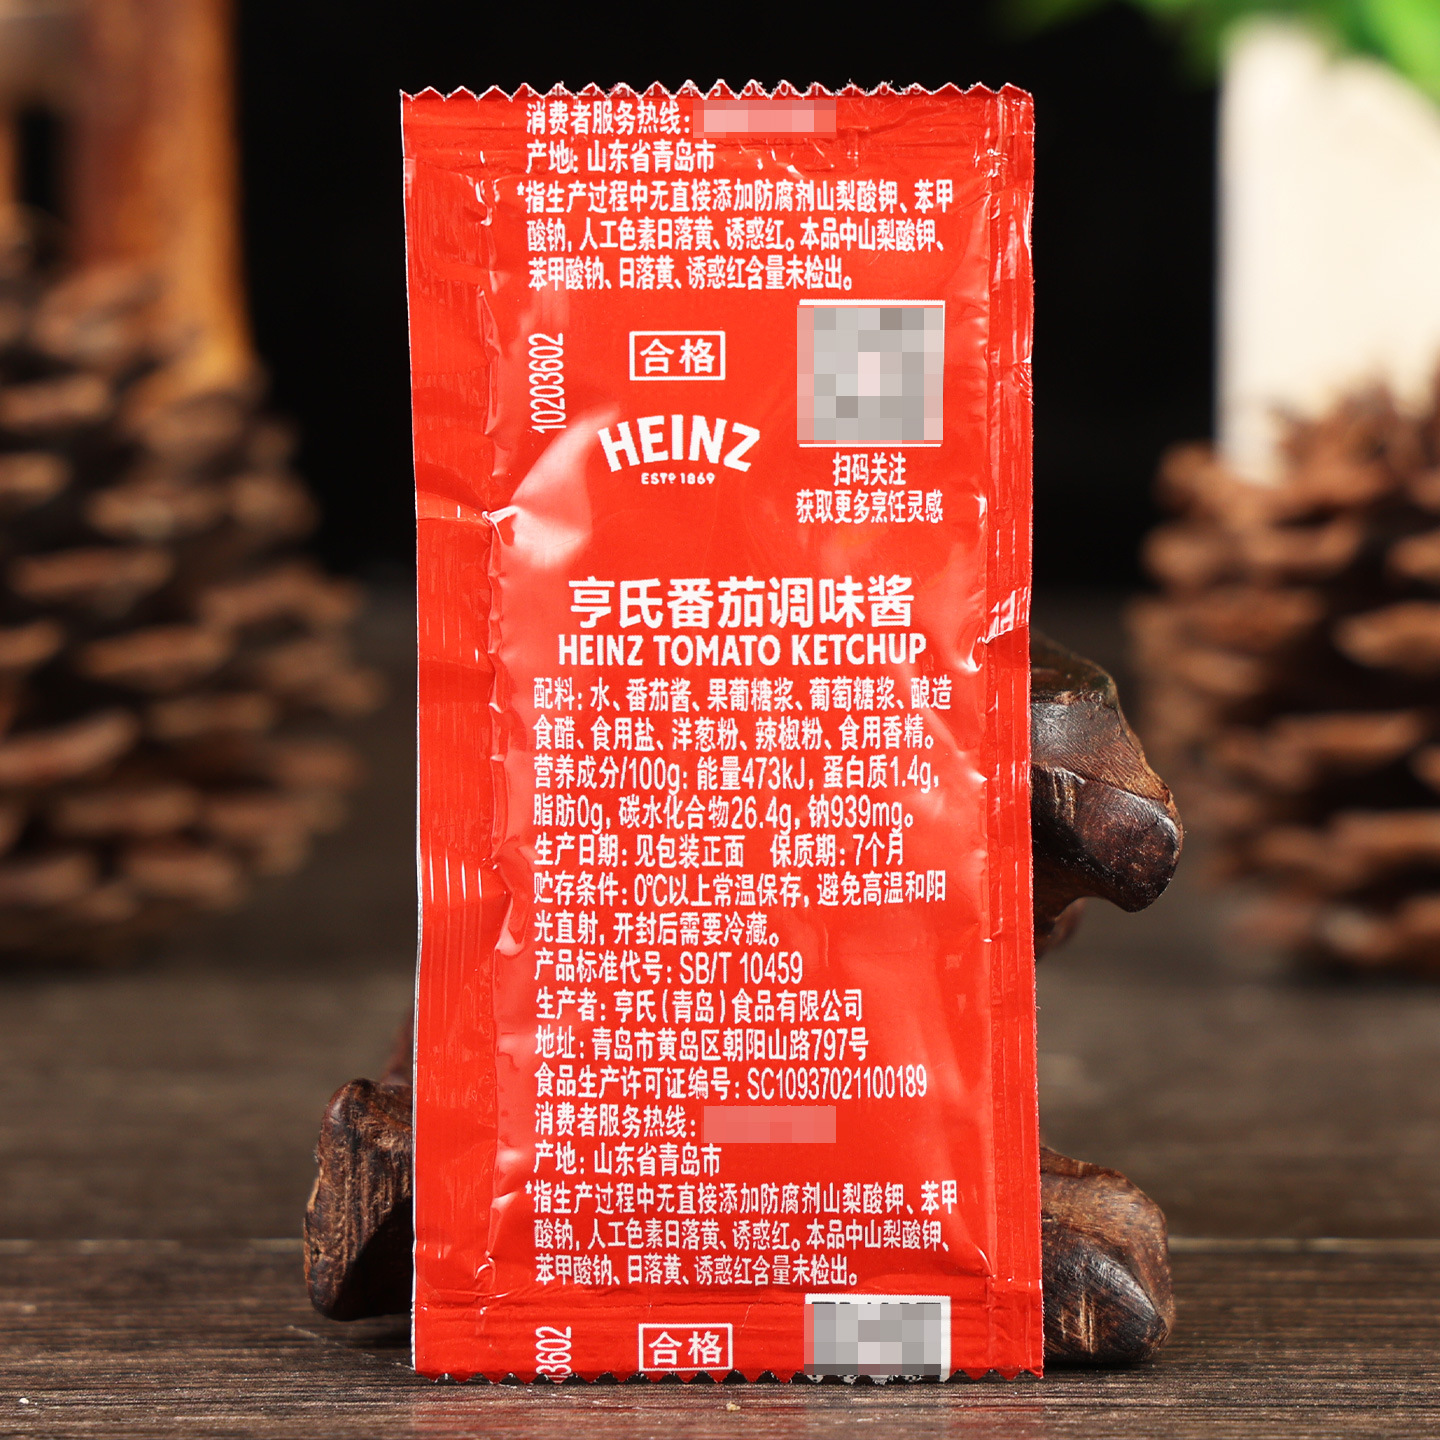 消费者服务热线:
产地: 山东省青岛市
*指生产过程中无直接添加防腐剂山梨酸钾、苯甲
酸钠, 人工色素日落黄、诱惑红。本品中山梨酸钾、
苯甲酸钠、日落黄、诱惑红含量未检出。
10203602
合格
HEINZ
ESTD 1869
扫码关注
获取更多烹饪灵感
亨氏番茄调味酱
HEINZ TOMATO KETCHUP
配料: 水、番茄酱、果葡糖浆、葡萄糖浆、酿造
食醋、食用盐、洋葱粉、辣椒粉、食用香精。
营养成分/100g: 能量473kJ, 蛋白质1.4g,
脂肪0g, 碳水化合物26.4g, 钠939mg。
生产日期: 见包装正面 保质期: 7个月
贮存条件: 0℃以上常温保存, 避免高温和阳
光直射, 开封后需要冷藏。
产品标准代号: SB/T 10459
生产者: 亨氏(青岛)食品有限公司
地址: 青岛市黄岛区朝阳山路797号
食品生产许可证编号: SC10937021100189
消费者服务热线:
产地: 山东省青岛市
*指生产过程中无直接添加防腐剂山梨酸钾、苯甲
酸钠, 人工色素日落黄、诱惑红。本品中山梨酸钾、
苯甲酸钠、日落黄、诱惑红含量未检出。
3602
合格